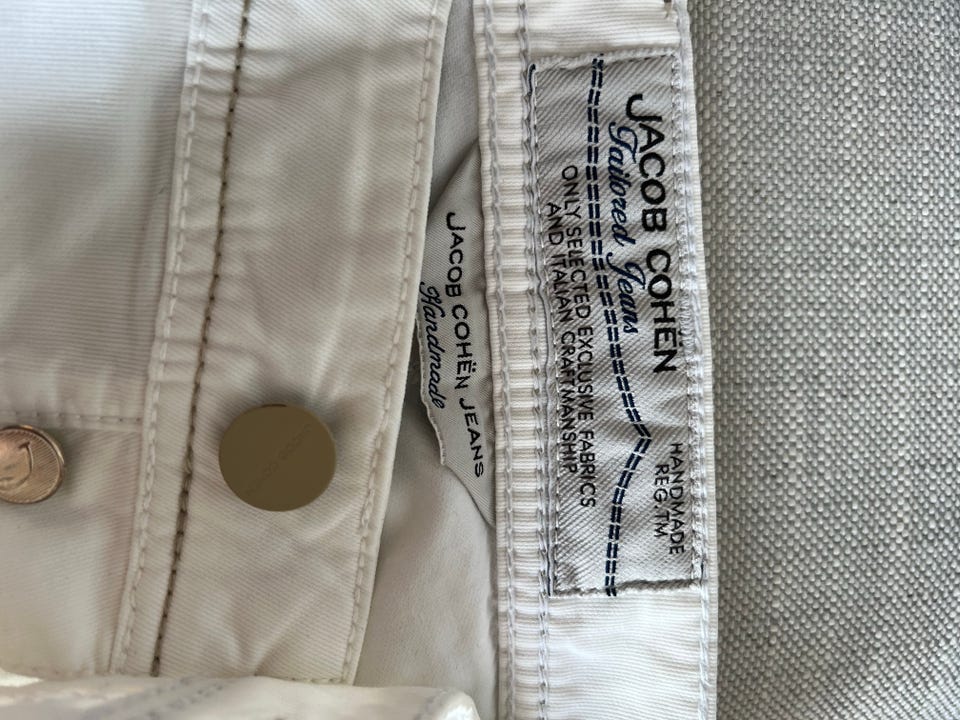 JACOB COHËN
Tailored Jeans
HANDMADE
REG.TM
ONLY SELECTED EXCLUSIVE FABRICS
AND ITALIAN CRAFTMANSHIP
JACOB COHËN JEANS
Handmade
J